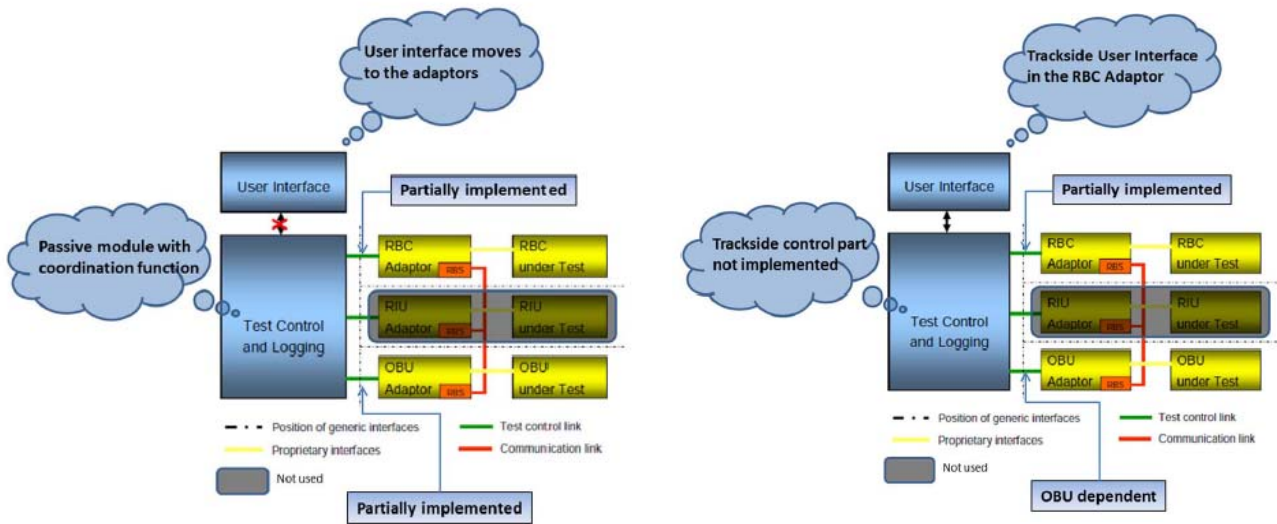 User interface moves
to the adaptors
User Interface
Partially implemented
Passive module with
coordination function
Test Control
and Logging
RBC
Adaptor
RBS
RBC
under Test
RIU
Adaptor
RBS
RIU
under Test
OBU
Adaptor
RBS
OBU
under Test
Position of generic interfaces
Test control link
Proprietary interfaces
Communication link
Not used
Partially implemented
Trackside User Interface
in the RBC Adaptor
User Interface
Partially implemented
Trackside control part
not implemented
Test Control
and Logging
RBC
Adaptor
RBS
RBC
under Test
RIU
Adaptor
RBS
RIU
under Test
OBU
Adaptor
RBS
OBU
under Test
Position of generic interfaces
Test control link
Proprietary interfaces
Communication link
Not used
OBU dependent